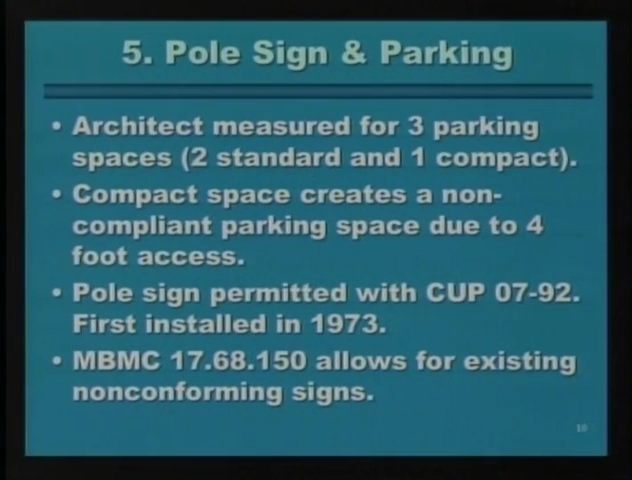 5. Pole Sign & Parking
• Architect measured for 3 parking
spaces (2 standard and 1 compact).
• Compact space creates a non-
compliant parking space due to 4
foot access.
• Pole sign permitted with CUP 07-92.
First installed in 1973.
• MBMC 17.68.150 allows for existing
nonconforming signs.
10